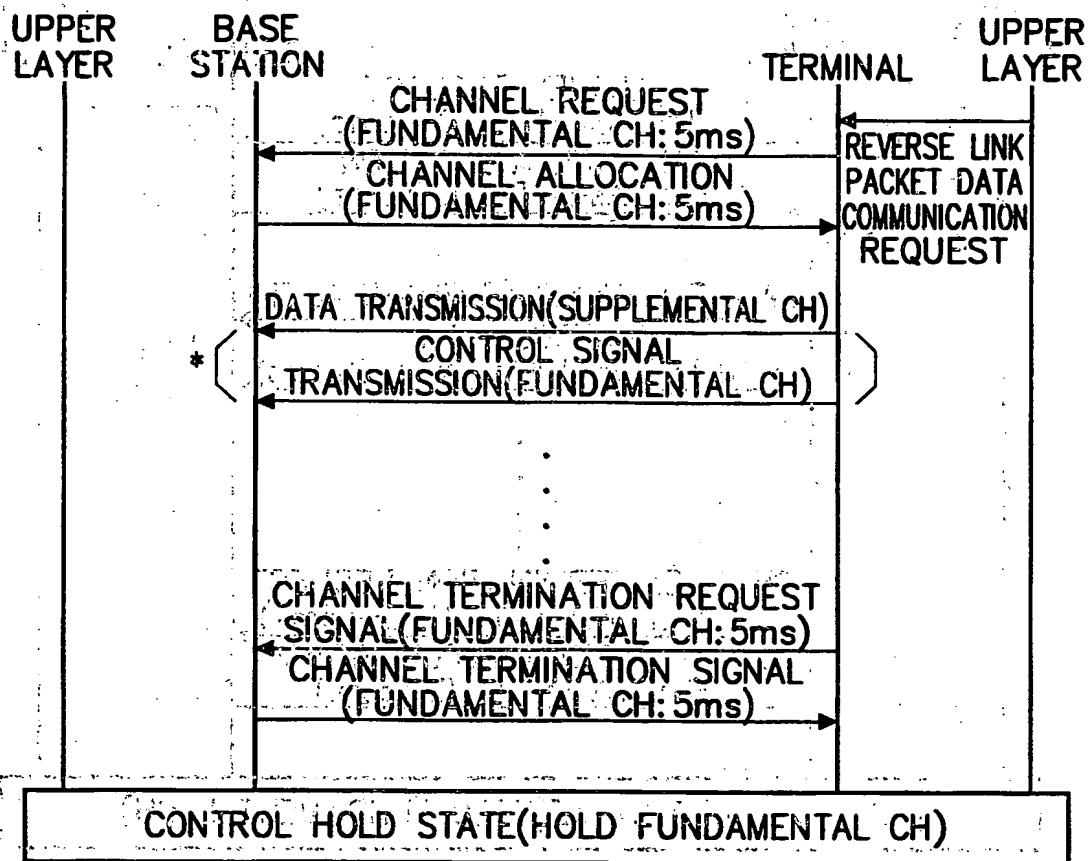 UPPER LAYER
BASE STATION
TERMINAL
UPPER LAYER
CHANNEL REQUEST
(FUNDAMENTAL CH: 5ms)
REVERSE LINK
PACKET DATA
COMMUNICATION
REQUEST
CHANNEL ALLOCATION
(FUNDAMENTAL CH: 5ms)
DATA TRANSMISSION(SUPPLEMENTAL CH)
*
CONTROL SIGNAL
TRANSMISSION(FUNDAMENTAL CH)
CHANNEL TERMINATION REQUEST
SIGNAL(FUNDAMENTAL CH: 5ms)
CHANNEL TERMINATION SIGNAL
(FUNDAMENTAL CH: 5ms)
CONTROL HOLD STATE(HOLD FUNDAMENTAL CH)